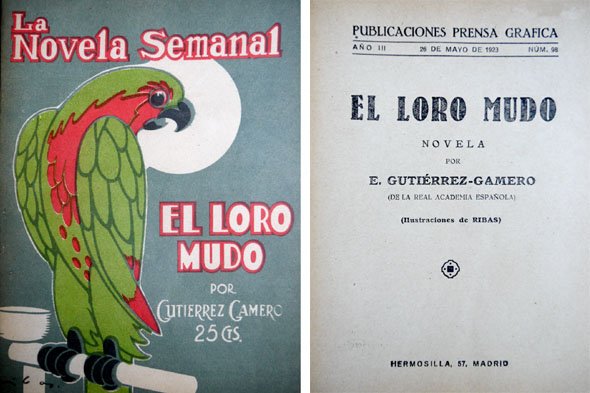 La
Novela Semanal
EL LORO
MUDO
POR
GUTIERREZ GAMERO
25 CTS.
PUBLICACIONES PRENSA GRAFICA
AÑO III 26 DE MAYO DE 1923 NÚM. 98
EL LORO MUDO
NOVELA
POR
E. GUTIÉRREZ-GAMERO
(DE LA REAL ACADEMIA ESPAÑOLA)
(Ilustraciones de RIBAS)
HERMOSILLA, 57, MADRID